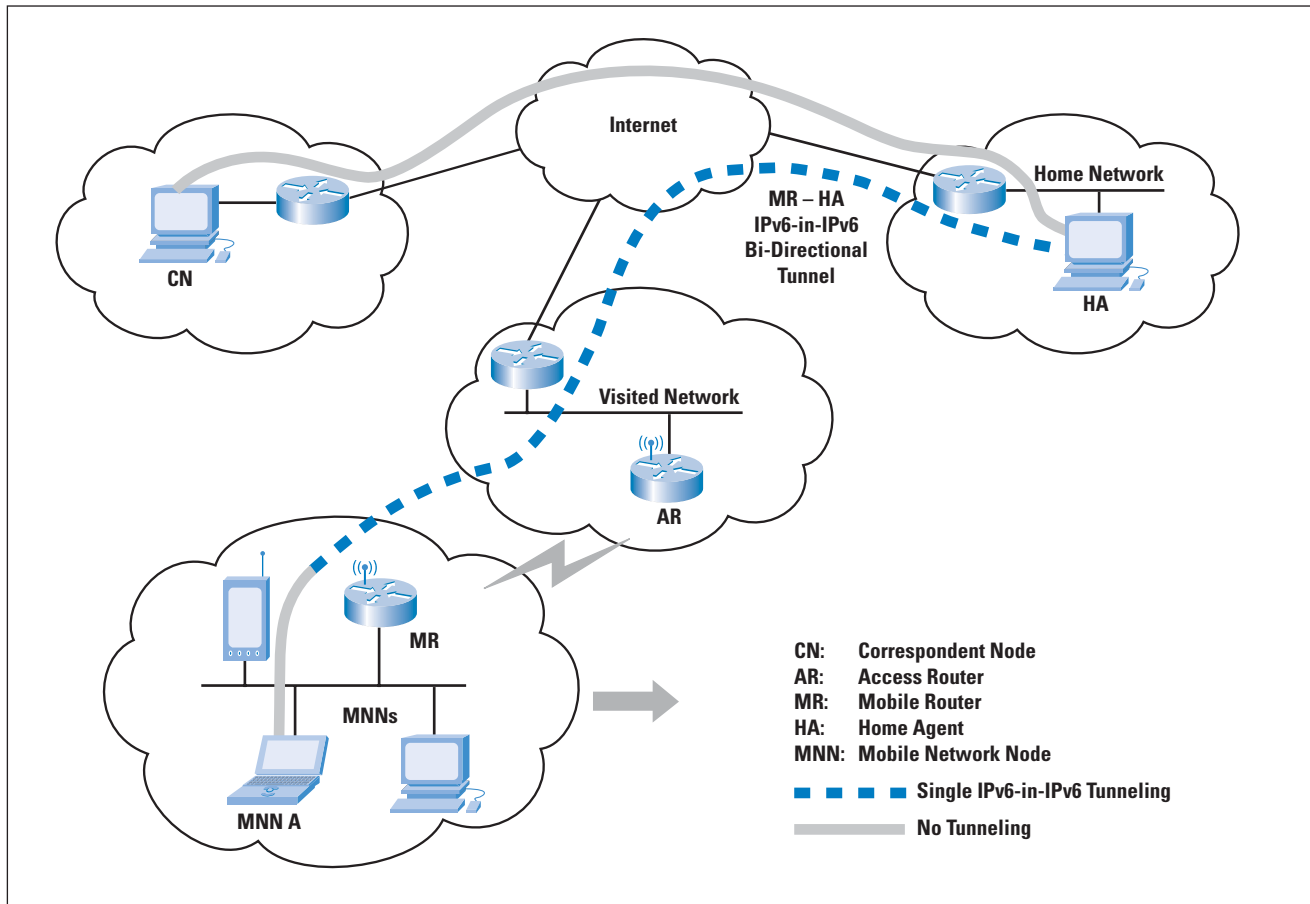 Internet
Home Network
MR – HA
IPv6-in-IPv6
Bi-Directional
Tunnel
CN
HA
Visited Network
AR
MR
MNNs
MNN A
CN: Correspondent Node
AR: Access Router
MR: Mobile Router
HA: Home Agent
MNN: Mobile Network Node
Single IPv6-in-IPv6 Tunneling
No Tunneling